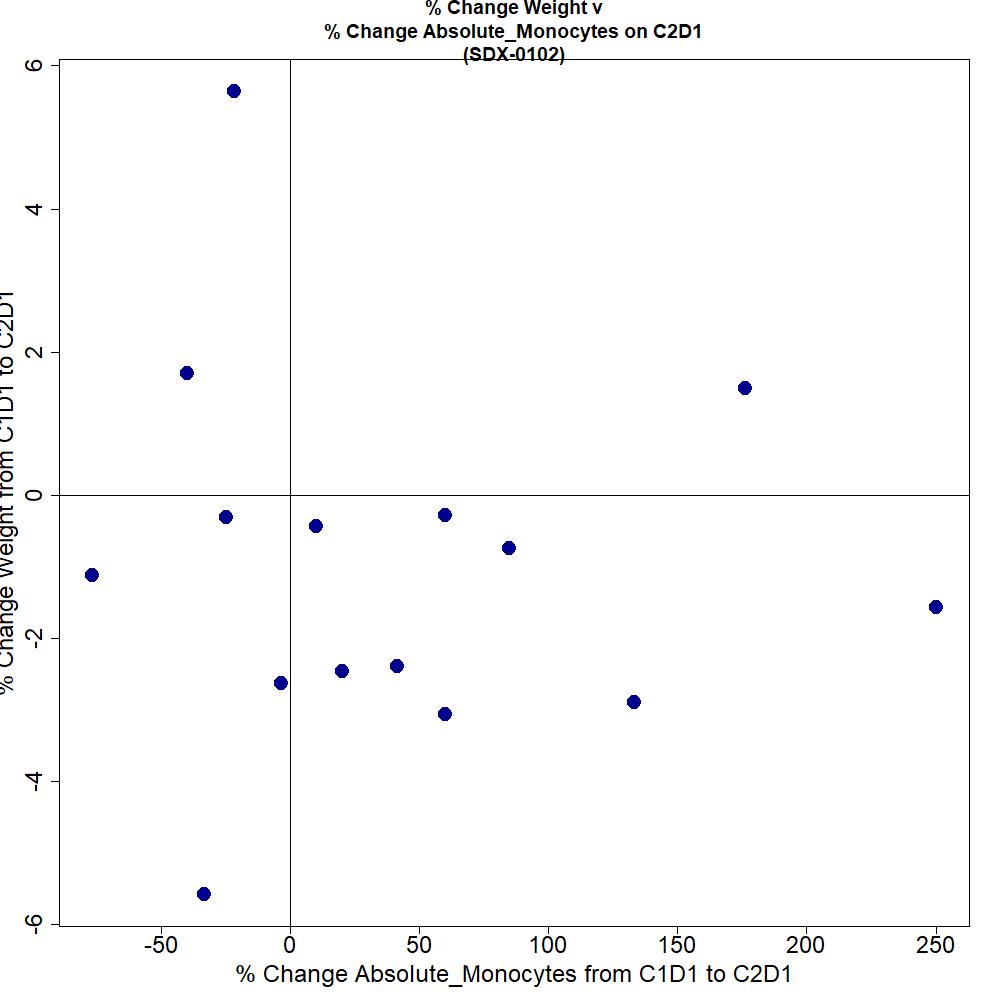 % Change Weight v
% Change Absolute_Monocytes on C2D1
(SDX-0102)
6
4
2
0
-2
-4
-6
% Change Weight from C1D1 to C2D1
-50
0
50
100
150
200
250
% Change Absolute_Monocytes from C1D1 to C2D1